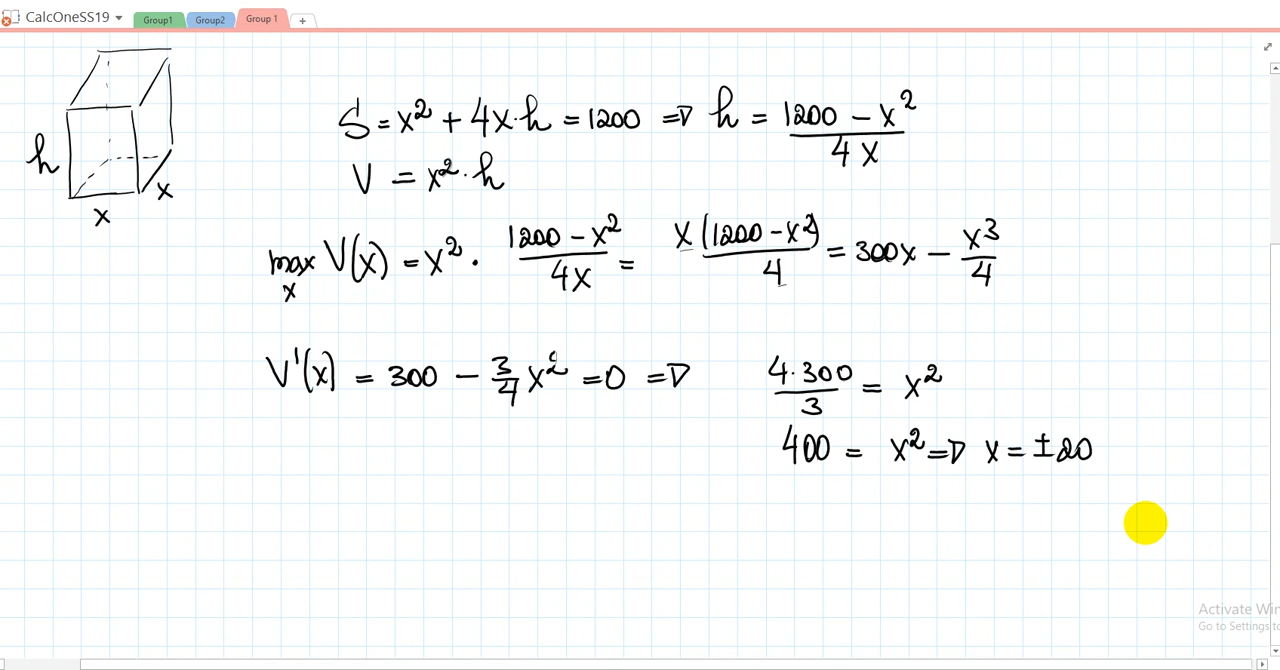 CalcOneSS19 Group1 Group2 Group 1 +
S = x² + 4x·h = 1200 ⇒ h = (1200 − x²)/(4x)
h
V = x²·h
x
x
max V(x) = x² · (1200 − x²)/(4x) = x(1200 − x²)/4 = 300x − x³/4
x
V'(x) = 300 − 3/4 x² = 0 ⇒ (4·300)/3 = x²
400 = x² ⇒ x = ±20
Activate Win
Go to Settings to